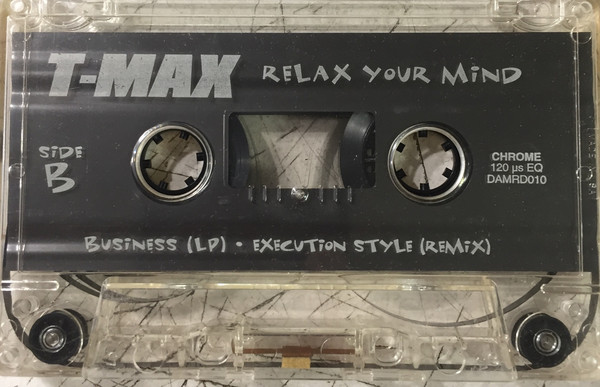 T-MAX RELAX YOUR MIND
SIDE
B
CHROME
120 µs EQ
DAMRD010
BUSINESS (LP) • EXECUTION STYLE (REMIX)